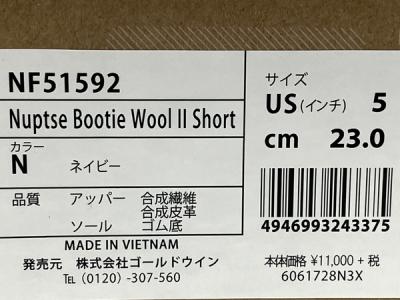 NF51592
Nuptse Bootie Wool II Short
カラー
N ネイビー
サイズ
US(インチ) 5
cm 23.0
品質 アッパー 合成繊維
合成皮革
ソール ゴム底
MADE IN VIETNAM
発売元 株式会社ゴールドウイン
TEL (0120) -307-560
4946993243375
本体価格 ¥11,000 + 税
6061728N3X